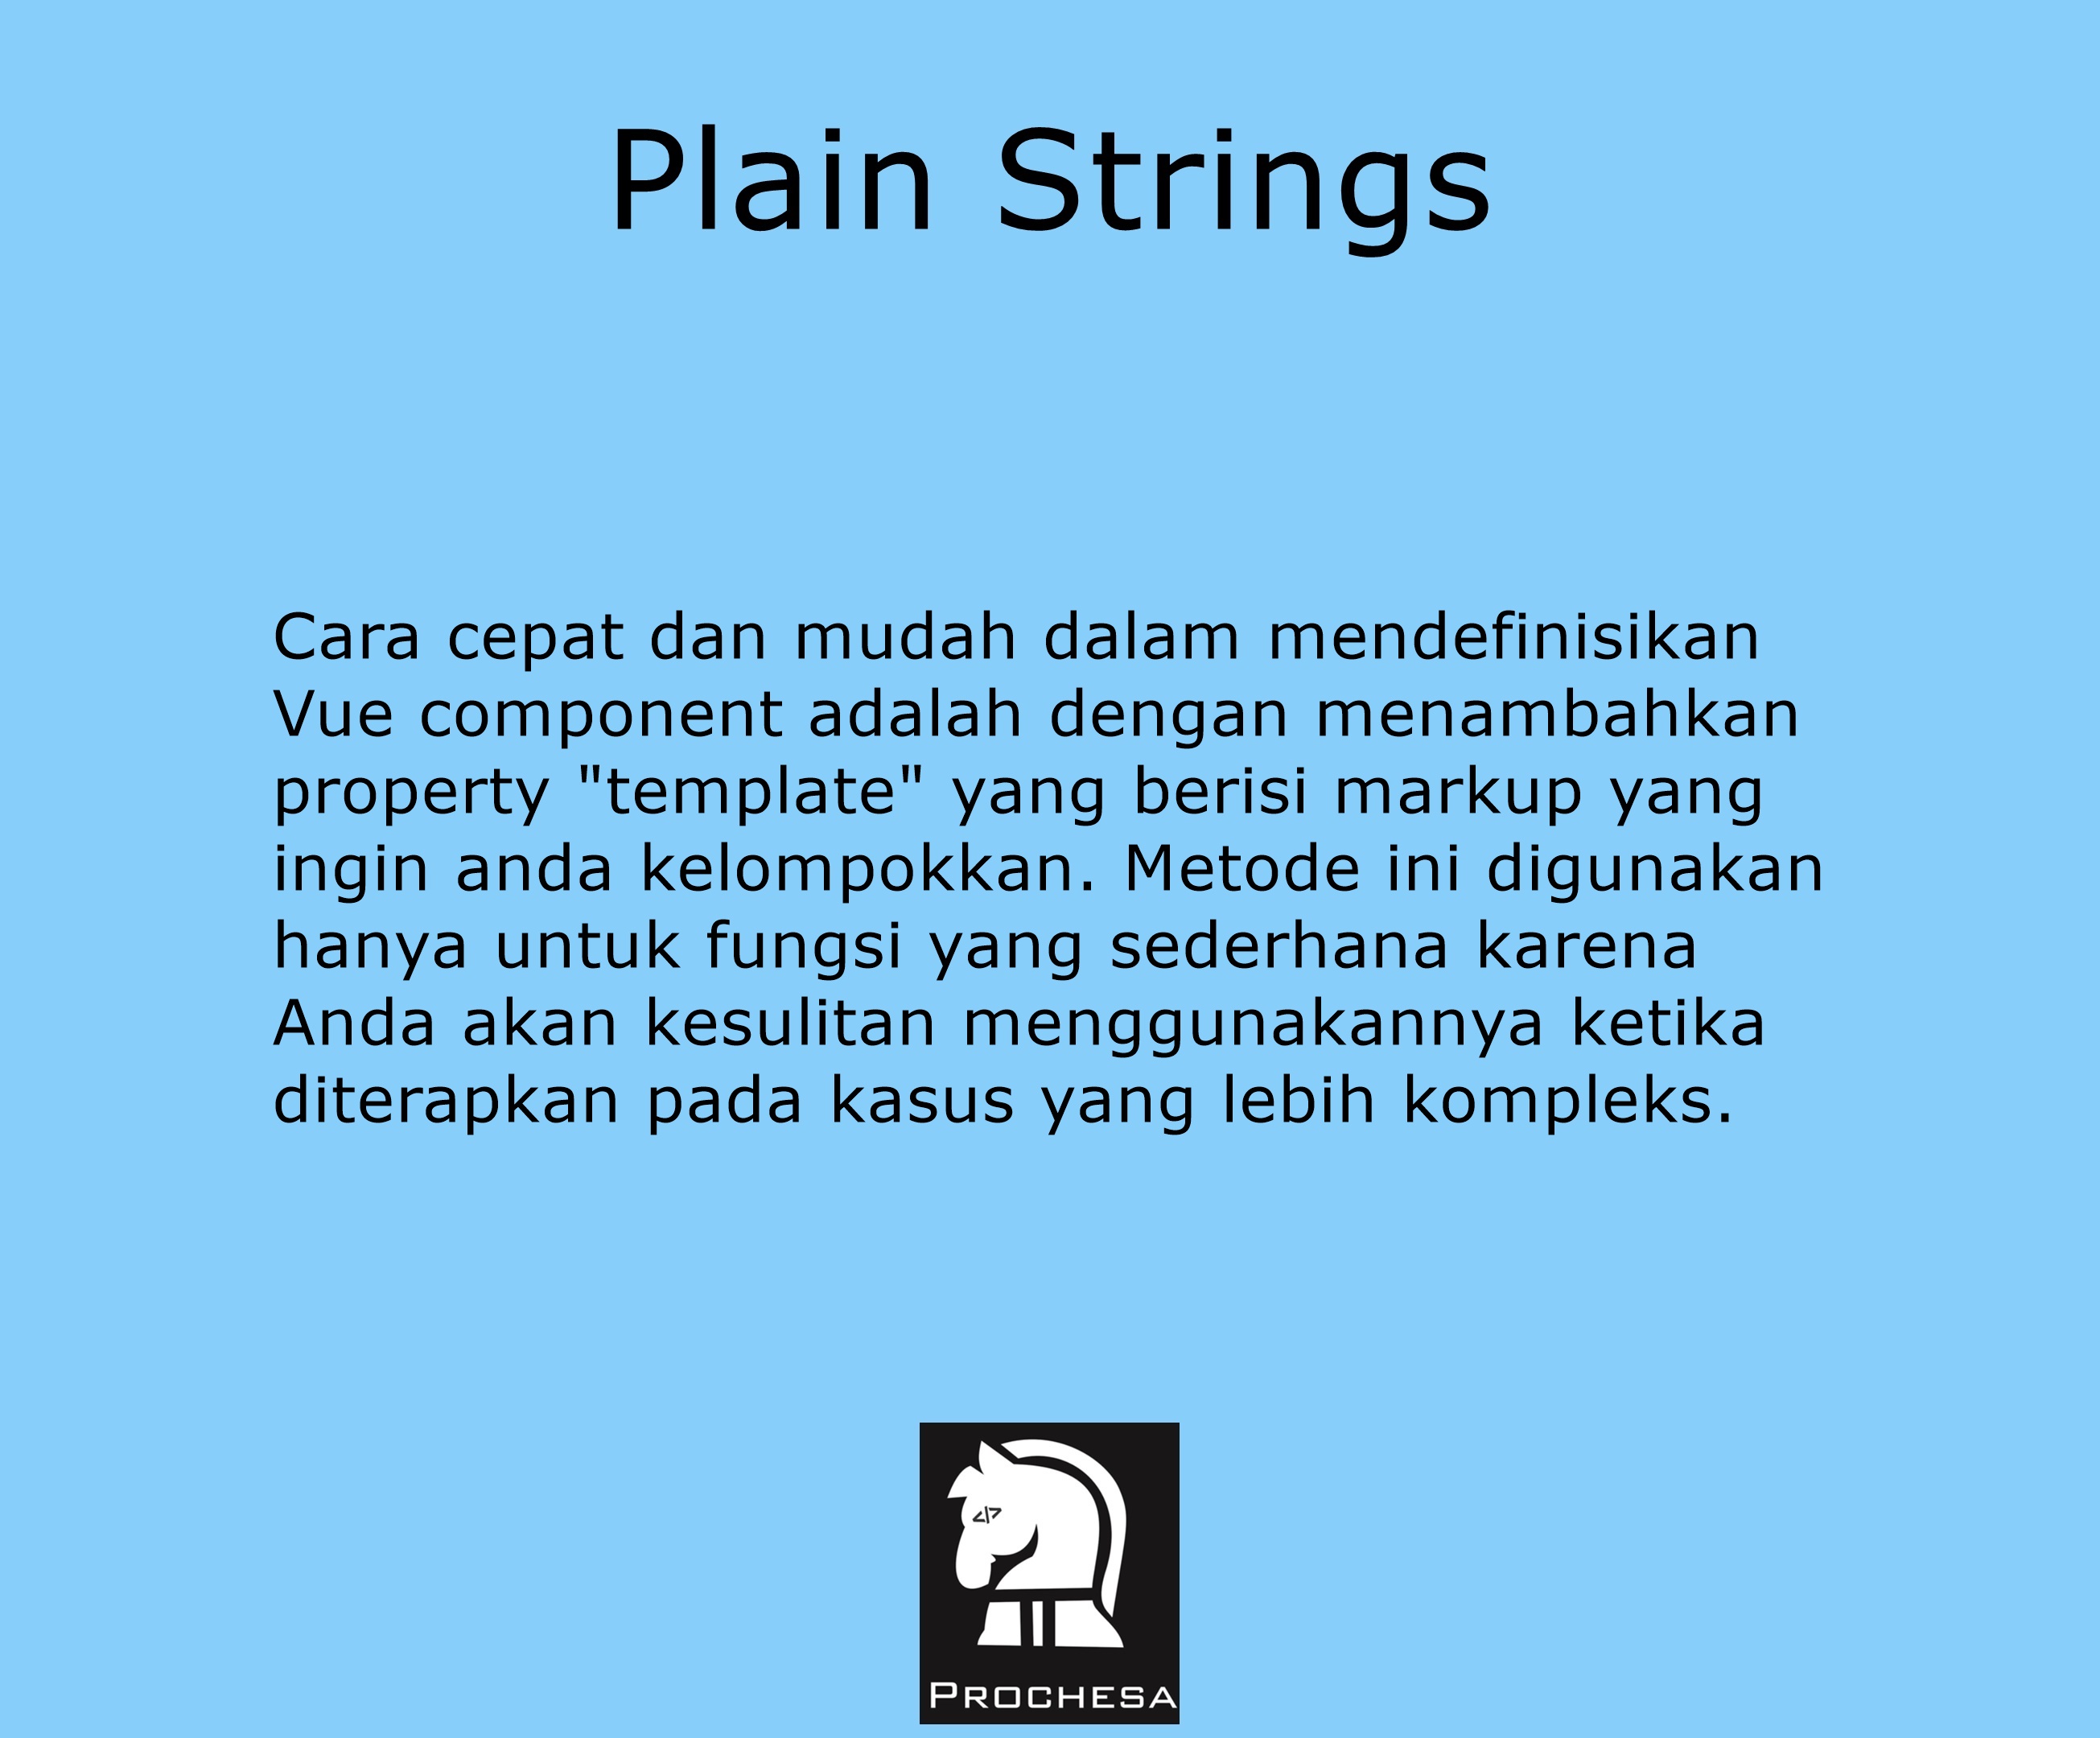 Plain Strings
Cara cepat dan mudah dalam mendefinisikan
Vue component adalah dengan menambahkan
property "template" yang berisi markup yang
ingin anda kelompokkan. Metode ini digunakan
hanya untuk fungsi yang sederhana karena
Anda akan kesulitan menggunakannya ketika
diterapkan pada kasus yang lebih kompleks.
</>
PROCHESA